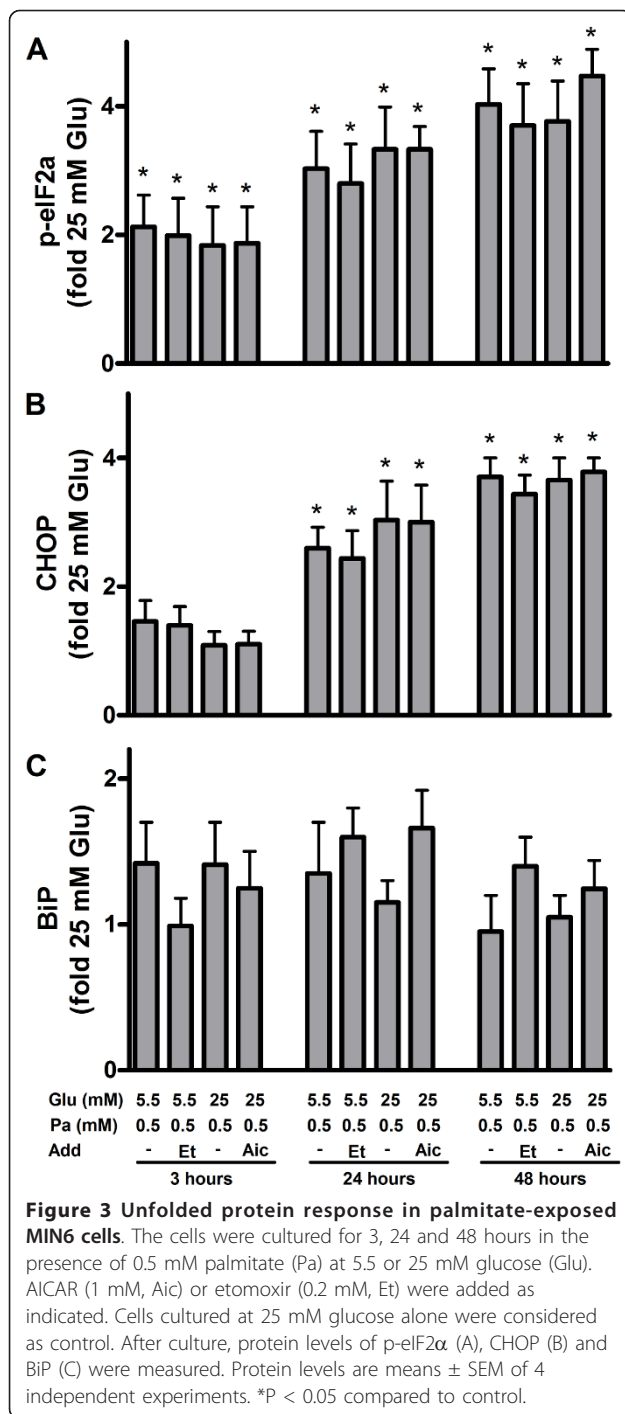 A
p-eIF2a
(fold 25 mM Glu)
4
2
0
* * * *
* * * *
* * * *
B
CHOP
(fold 25 mM Glu)
4
2
0
* * * *
* * * *
C
BiP
(fold 25 mM Glu)
2
1
0
Glu (mM) 5.5 5.5 25 25 5.5 5.5 25 25 5.5 5.5 25 25
Pa (mM) 0.5 0.5 0.5 0.5 0.5 0.5 0.5 0.5 0.5 0.5 0.5 0.5
Add - Et - Aic - Et - Aic - Et - Aic
3 hours 24 hours 48 hours
Figure 3 Unfolded protein response in palmitate-exposed
MIN6 cells. The cells were cultured for 3, 24 and 48 hours in the
presence of 0.5 mM palmitate (Pa) at 5.5 or 25 mM glucose (Glu).
AICAR (1 mM, Aic) or etomoxir (0.2 mM, Et) were added as
indicated. Cells cultured at 25 mM glucose alone were considered
as control. After culture, protein levels of p-eIF2α (A), CHOP (B) and
BiP (C) were measured. Protein levels are means ± SEM of 4
independent experiments. *P < 0.05 compared to control.